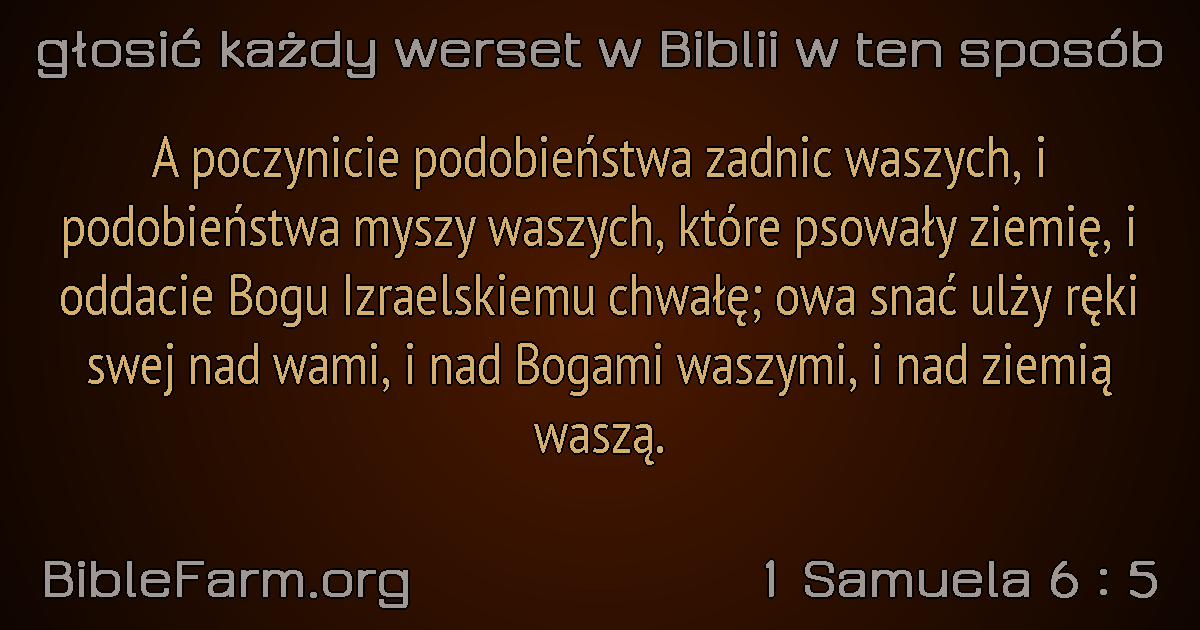 głosić każdy werset w Biblii w ten sposób
A poczynicie podobieństwa zadnic waszych, i
podobieństwa myszy waszych, które psowały ziemię, i
oddacie Bogu Izraelskiemu chwałę; owa snać ulży ręki
swej nad wami, i nad Bogami waszymi, i nad ziemią
waszą.
BibleFarm.org
1 Samuela 6 : 5